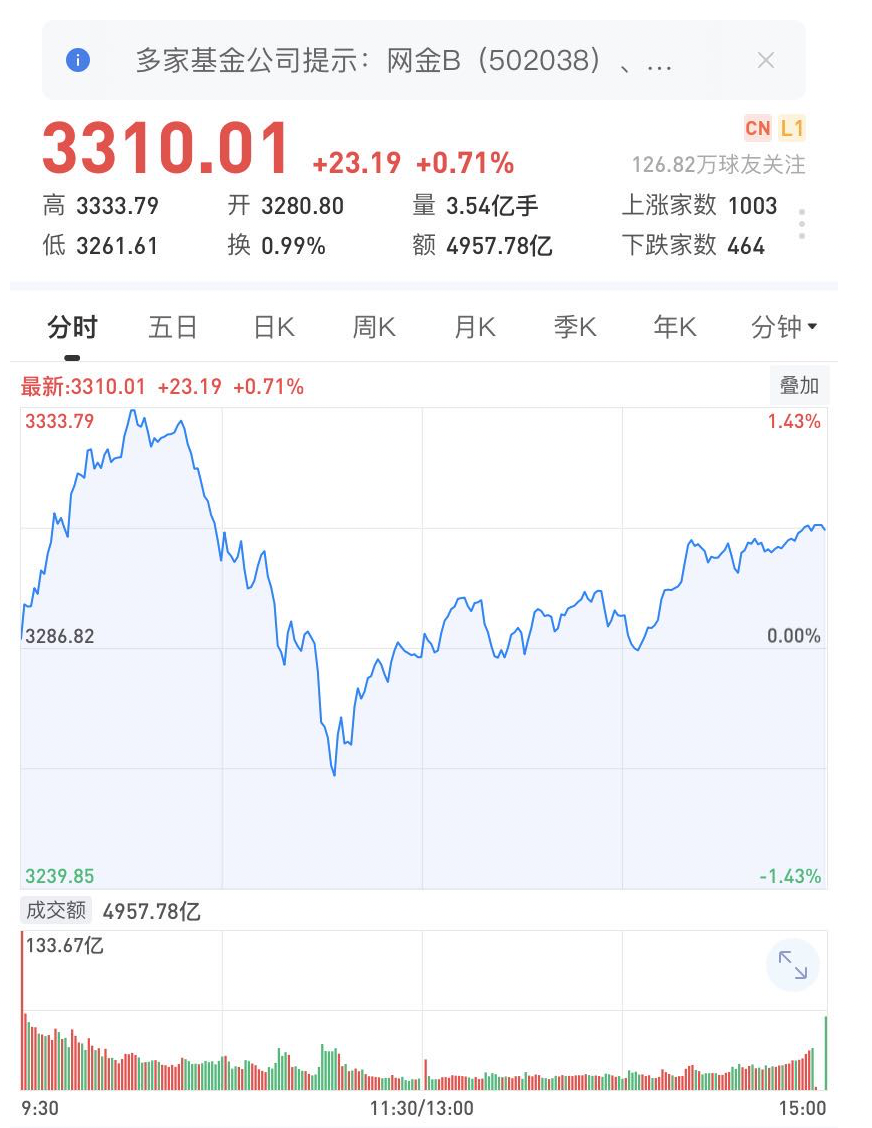 多家基金公司提示：网金B（502038）、...
3310.01 +23.19 +0.71%
CN L1
126.82万球友关注
高 3333.79 开 3280.80 量 3.54亿手 上涨家数 1003
低 3261.61 换 0.99% 额 4957.78亿 下跌家数 464
分时 五日 日K 周K 月K 季K 年K 分钟
最新:3310.01 +23.19 +0.71% 叠加
3333.79 1.43%
3286.82 0.00%
3239.85 -1.43%
成交额 4957.78亿
133.67亿
9:30 11:30/13:00 15:00